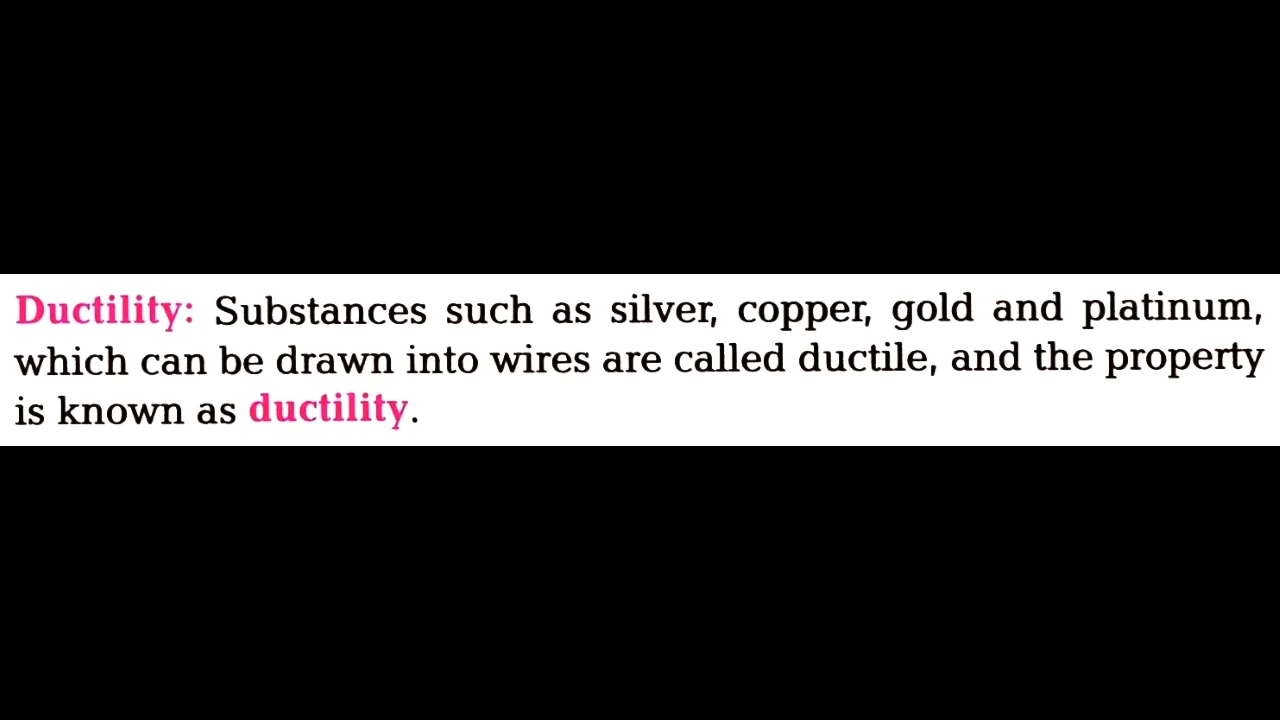 Ductility: Substances such as silver, copper, gold and platinum,
which can be drawn into wires are called ductile, and the property
is known as ductility.